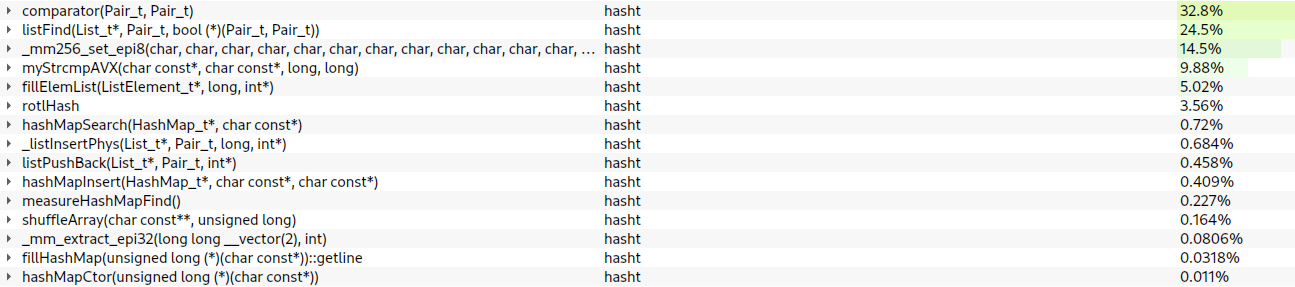 comparator(Pair_t, Pair_t) hasht 32.8%
listFind(List_t*, Pair_t, bool (*)(Pair_t, Pair_t)) hasht 24.5%
_mm256_set_epi8(char, char, char, char, char, char, char, char, char, char, char, char, char, ... hasht 14.5%
myStrcmpAVX(char const*, char const*, long, long) hasht 9.88%
fillElemList(ListElement_t*, long, int*) hasht 5.02%
rotlHash hasht 3.56%
hashMapSearch(HashMap_t*, char const*) hasht 0.72%
_listInsertPhys(List_t*, Pair_t, long, int*) hasht 0.684%
listPushBack(List_t*, Pair_t, int*) hasht 0.458%
hashMapInsert(HashMap_t*, char const*, char const*) hasht 0.409%
measureHashMapFind() hasht 0.227%
shuffleArray(char const**, unsigned long) hasht 0.164%
_mm_extract_epi32(long long __vector(2), int) hasht 0.0806%
fillHashMap(unsigned long (*)(char const*))::getline hasht 0.0318%
hashMapCtor(unsigned long (*)(char const*)) hasht 0.011%